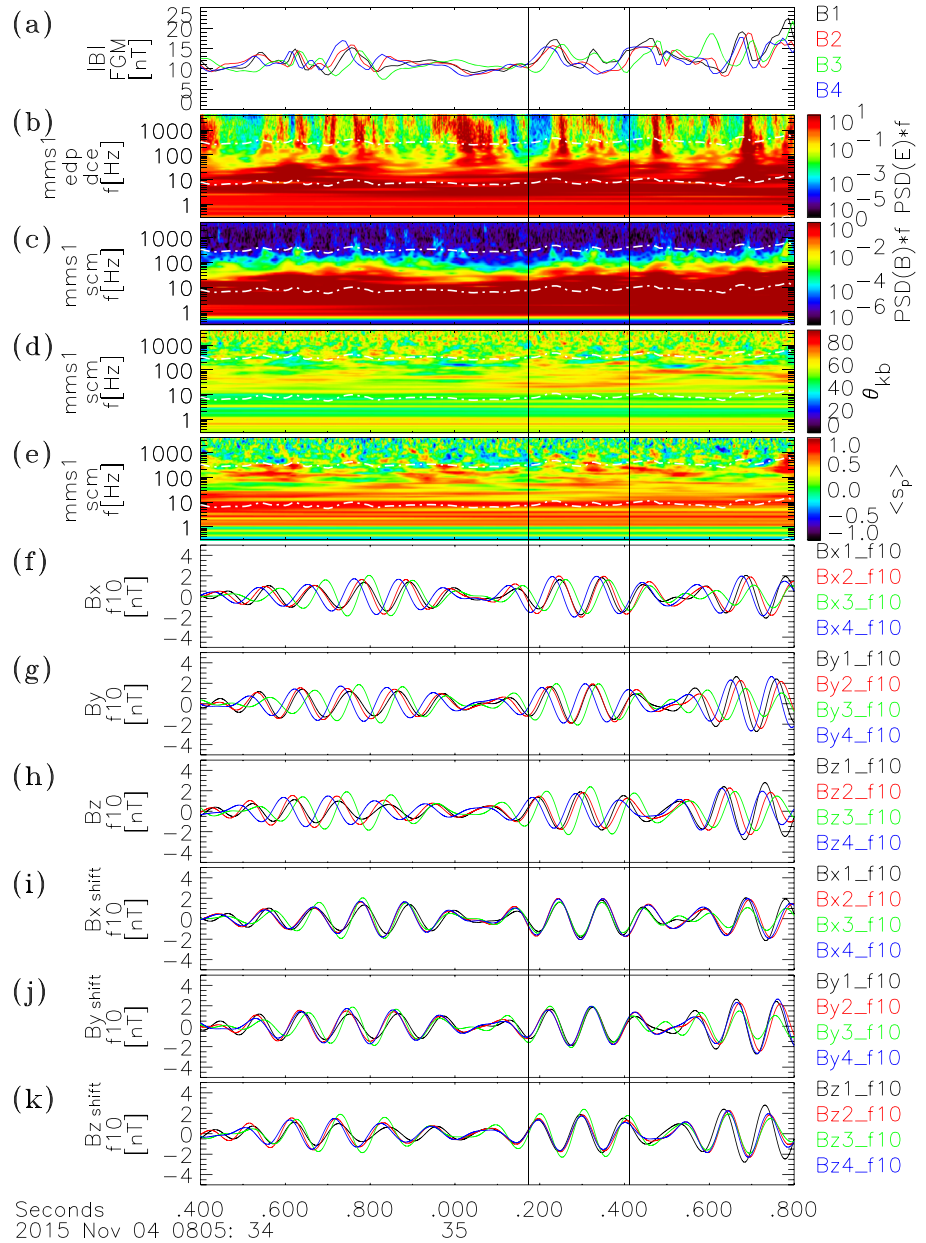 (a)
|B|
FGM
[nT]
25
20
15
10
5
0
B1
B2
B3
B4
(b)
mms1
edp
dce
f[Hz]
1000
100
10
1
10^1
10^-1
10^-3
10^-5
10^0
PSD(E)*f
(c)
mms1
scm
f[Hz]
1000
100
10
1
10^-2
10^-4
10^-6
10
PSD(B)*f
(d)
mms1
scm
f[Hz]
1000
100
10
1
80
60
40
20
0
θkb
(e)
mms1
scm
f[Hz]
1000
100
10
1
1.0
0.5
0.0
−0.5
−1.0
<s_p>
(f)
Bx
f10
[nT]
4
2
0
−2
−4
Bx1_f10
Bx2_f10
Bx3_f10
Bx4_f10
(g)
By
f10
[nT]
4
2
0
−2
−4
By1_f10
By2_f10
By3_f10
By4_f10
(h)
Bz
f10
[nT]
4
2
0
−2
−4
Bz1_f10
Bz2_f10
Bz3_f10
Bz4_f10
(i)
Bx shift
f10
[nT]
4
2
0
−2
−4
Bx1_f10
Bx2_f10
Bx3_f10
Bx4_f10
(j)
By shift
f10
[nT]
4
2
0
−2
−4
By1_f10
By2_f10
By3_f10
By4_f10
(k)
Bz shift
f10
[nT]
4
2
0
−2
−4
Bz1_f10
Bz2_f10
Bz3_f10
Bz4_f10
Seconds .400 .600 .800 .000 .200 .400 .600 .800
2015 Nov 04 0805: 34 35